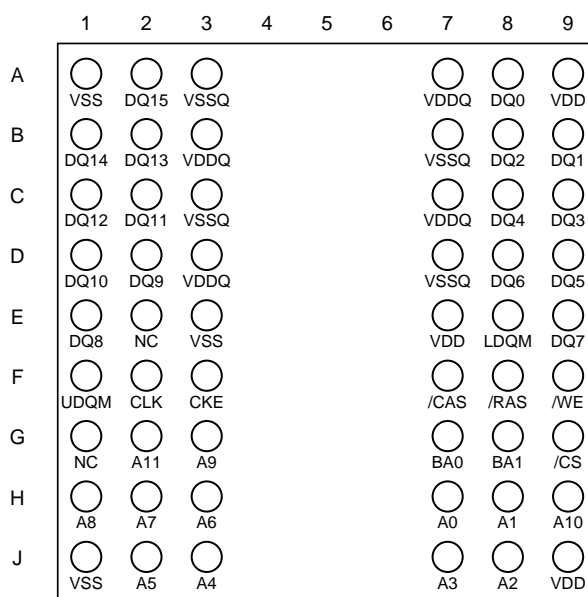 1 2 3 4 5 6 7 8 9
A
VSS DQ15 VSSQ VDDQ DQ0 VDD
B
DQ14 DQ13 VDDQ VSSQ DQ2 DQ1
C
DQ12 DQ11 VSSQ VDDQ DQ4 DQ3
D
DQ10 DQ9 VDDQ VSSQ DQ6 DQ5
E
DQ8 NC VSS VDD LDQM DQ7
F
UDQM CLK CKE /CAS /RAS /WE
G
NC A11 A9 BA0 BA1 /CS
H
A8 A7 A6 A0 A1 A10
J
VSS A5 A4 A3 A2 VDD